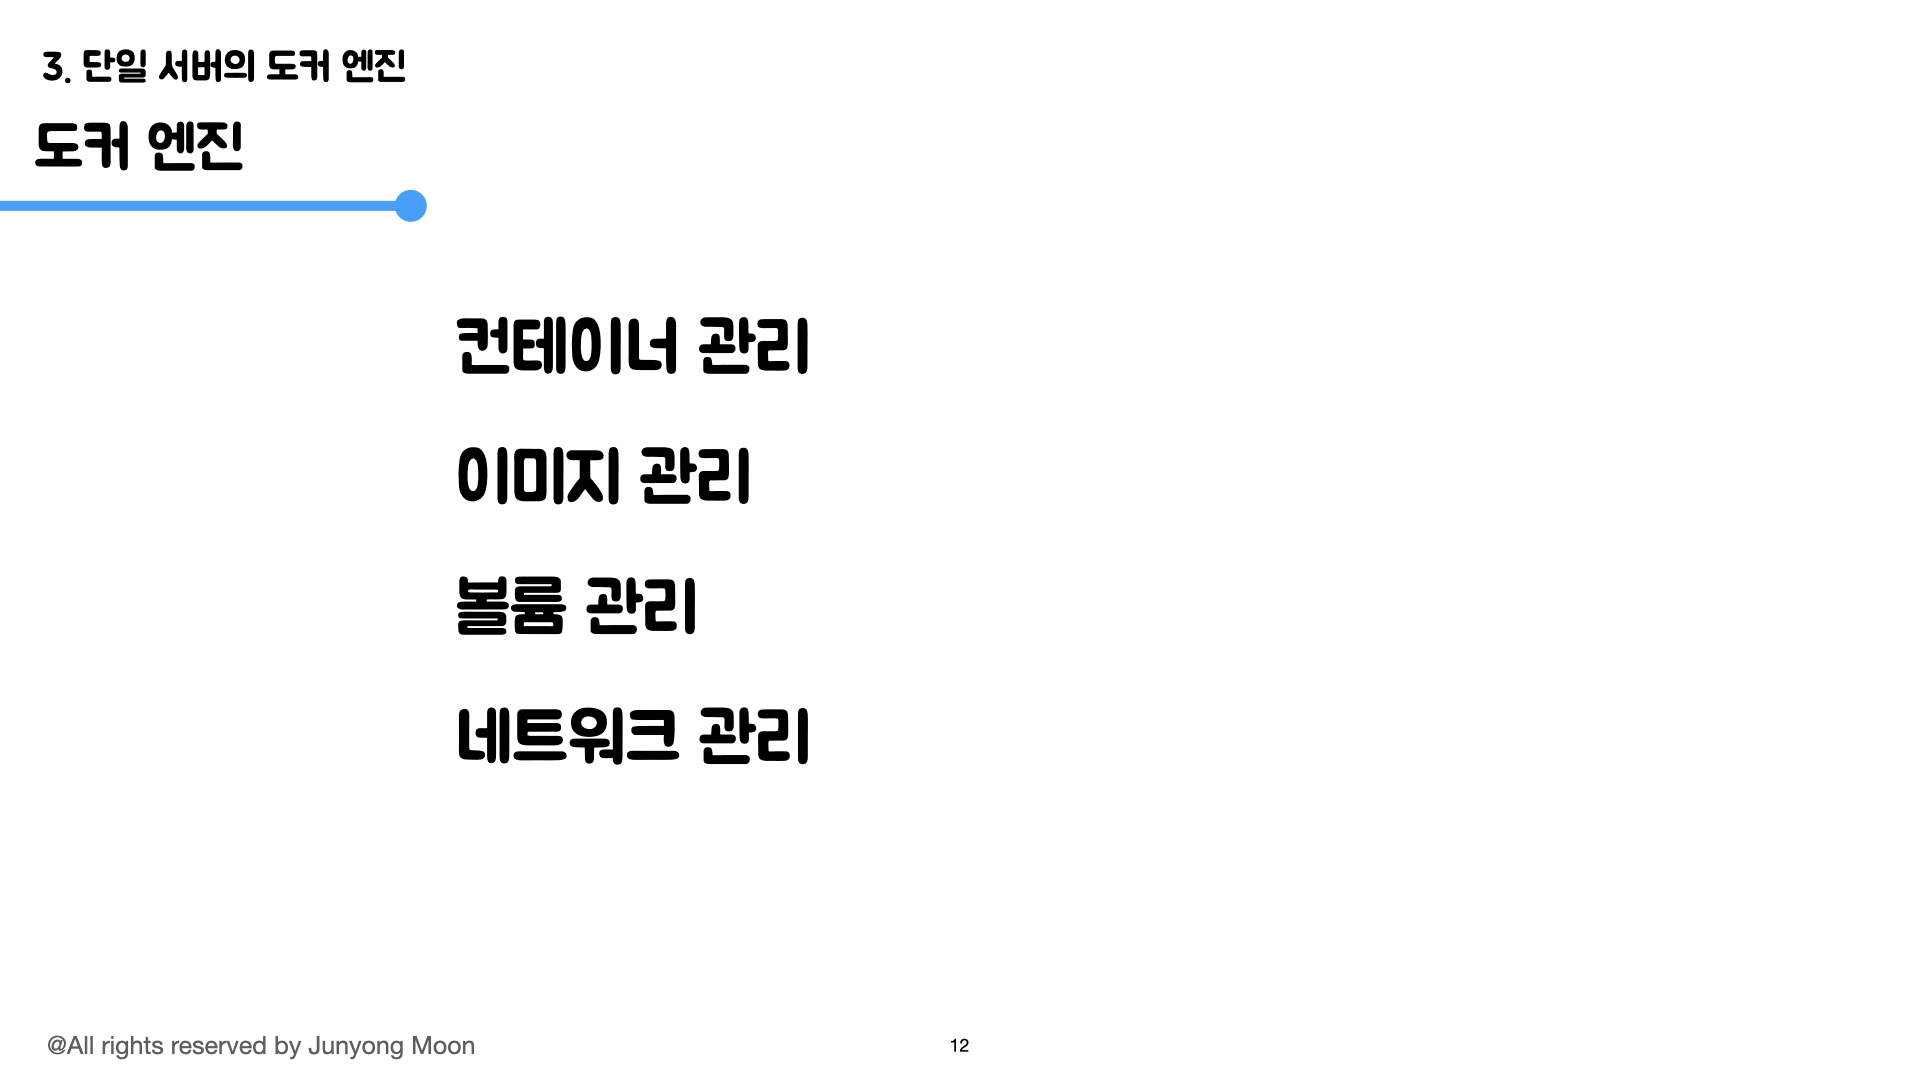 3. 단일 서버의 도커 엔진
도커 엔진
컨테이너 관리
이미지 관리
볼륨 관리
네트워크 관리
@All rights reserved by Junyong Moon
12